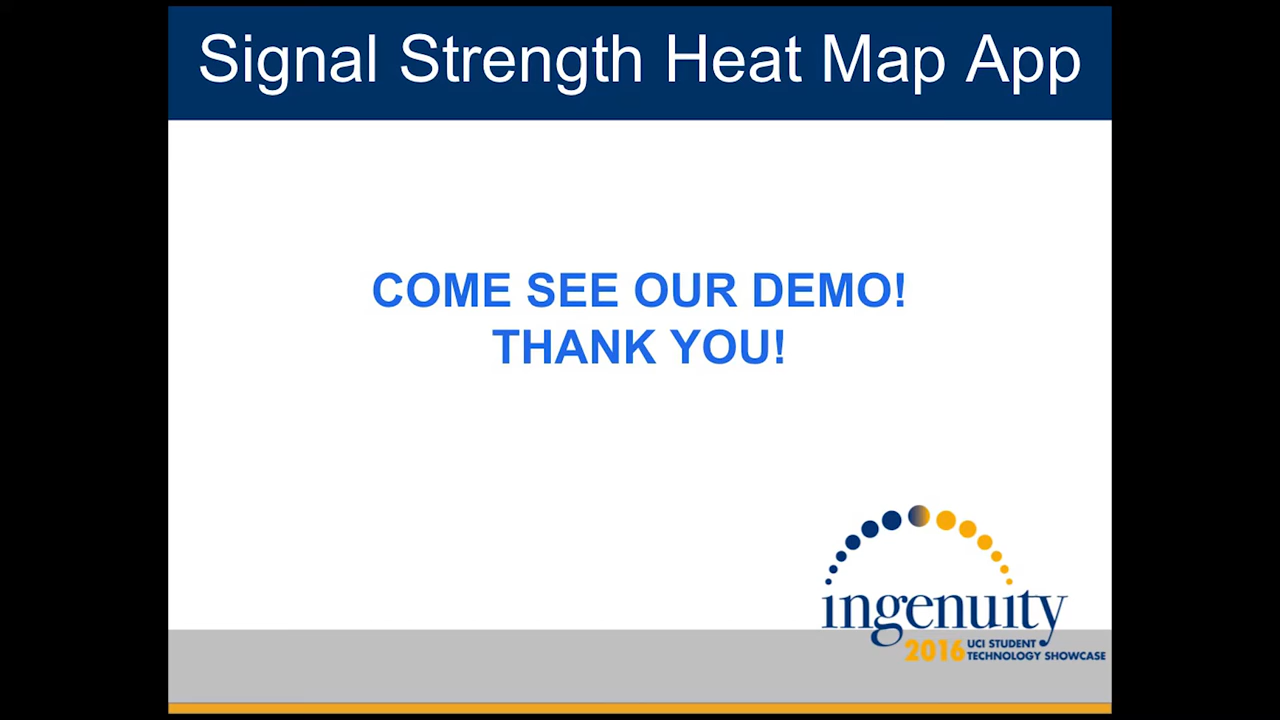 Signal Strength Heat Map App
COME SEE OUR DEMO!
THANK YOU!
ingenuity
2016 UCI STUDENT
TECHNOLOGY SHOWCASE